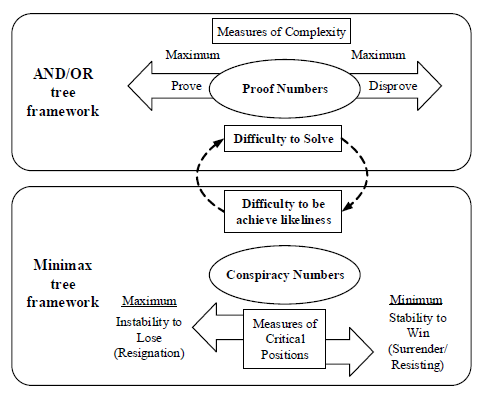 Measures of Complexity
Maximum
Maximum
AND/OR
tree
framework
Prove
Proof Numbers
Disprove
Difficulty to Solve
Difficulty to be
achieve likeliness
Minimax
tree
framework
Conspiracy Numbers
Maximum
Instability to
Lose
(Resignation)
Measures of
Critical
Positions
Minimum
Stability to
Win
(Surrender/
Resisting)